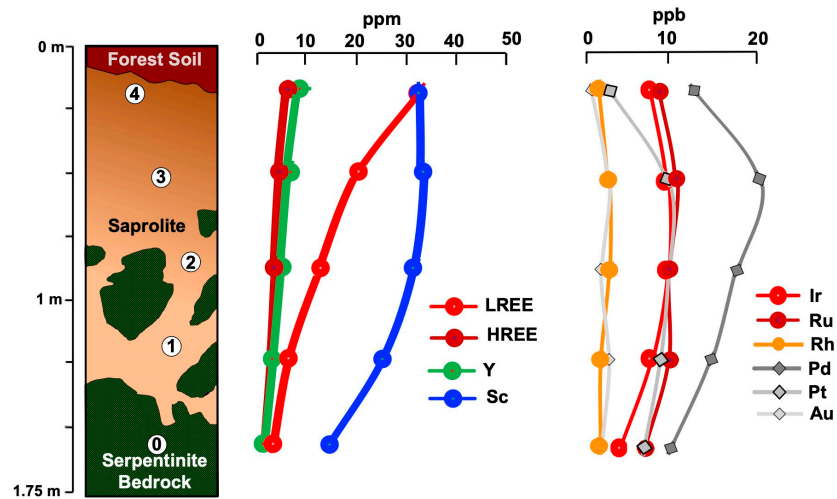 0 m
Forest Soil
4
3
Saprolite
2
1 m
1
0
Serpentinite
Bedrock
1.75 m
ppm
0 10 20 30 40 50
LREE
HREE
Y
Sc
ppb
0 10 20
Ir
Ru
Rh
Pd
Pt
Au